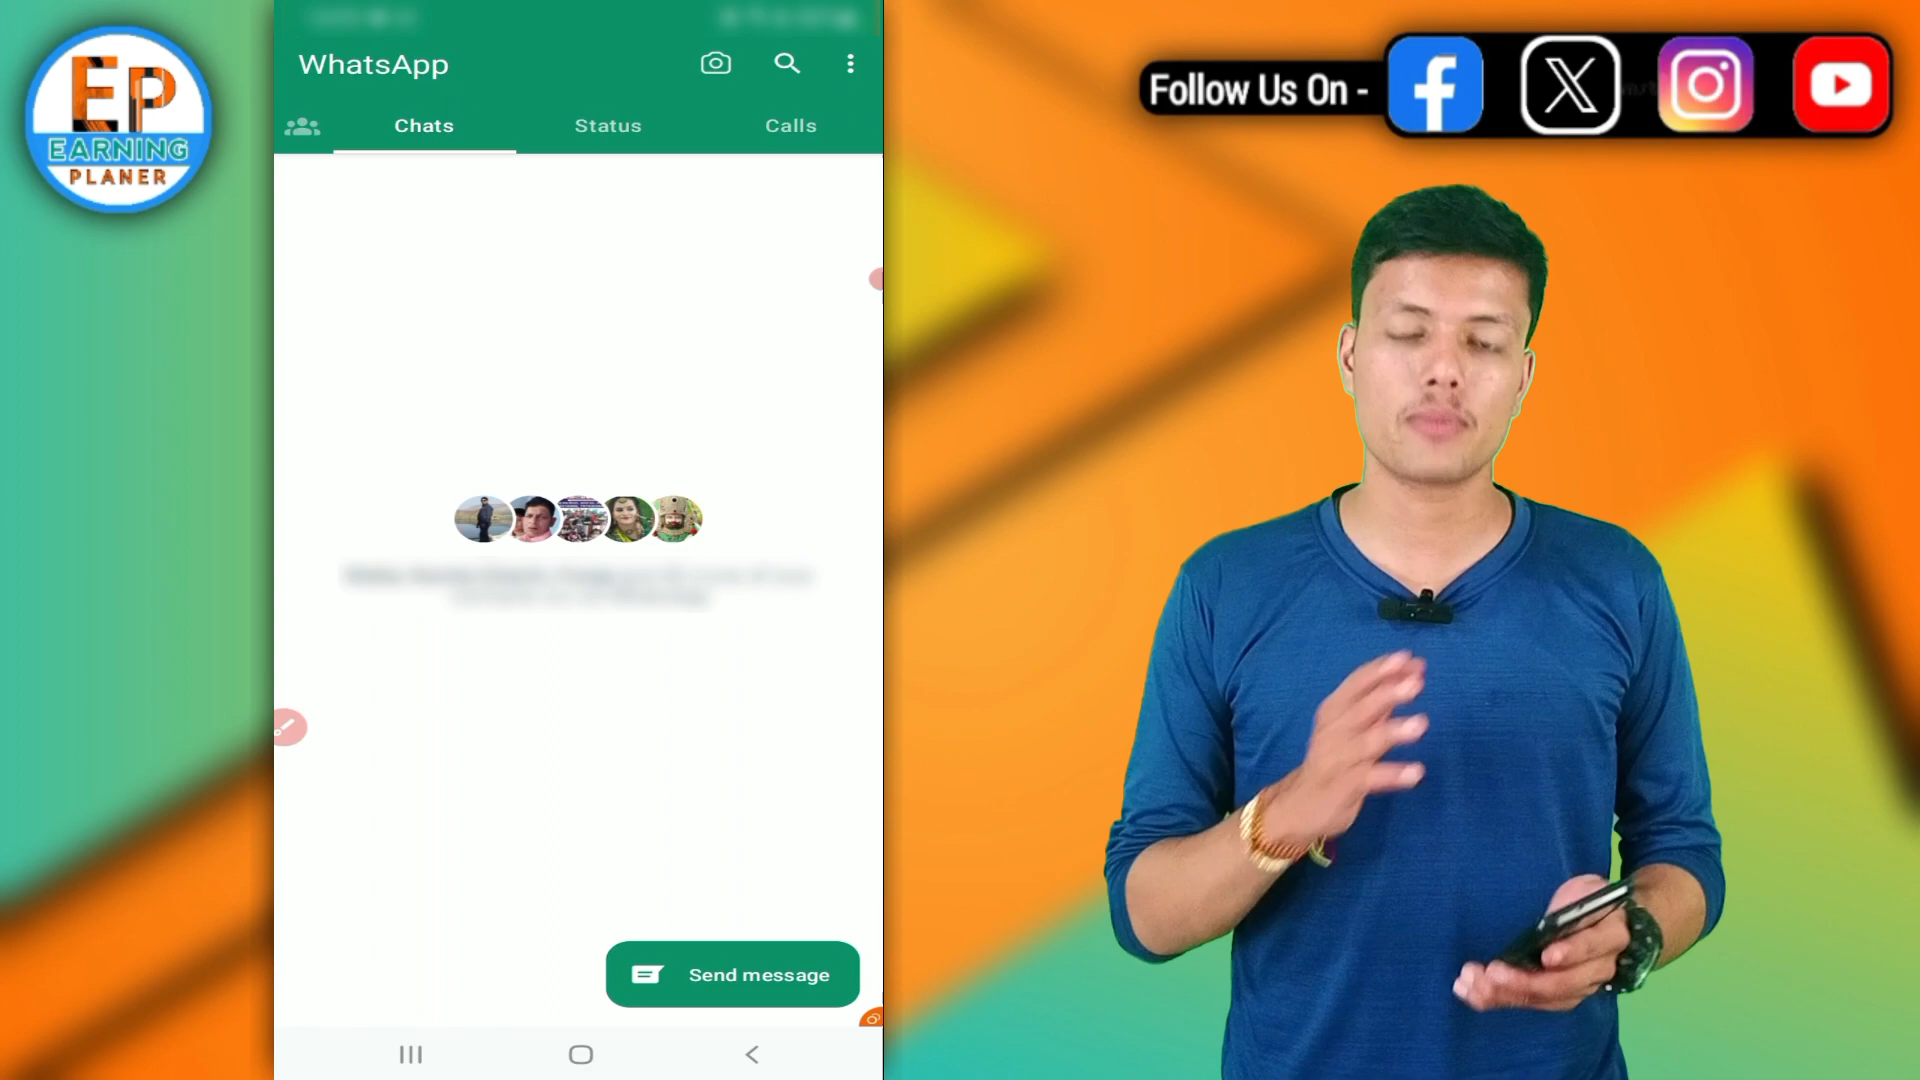 EP
EARNING
PLANER
WhatsApp
Chats
Status
Calls
Send message
Follow Us On -